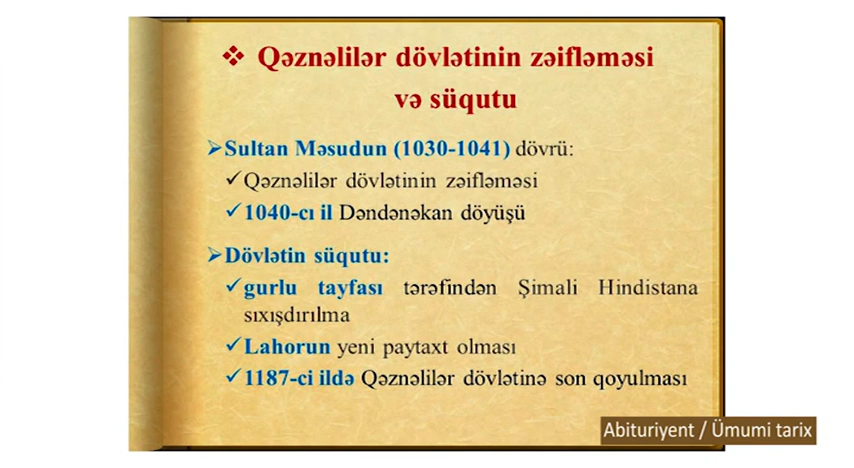 ❖ Qəznəlilər dövlətinin zəifləməsi
və süqutu
➢Sultan Məsudun (1030-1041) dövrü:
✓Qəznəlilər dövlətinin zəifləməsi
✓1040-cı il Dəndənəkan döyüşü
➢Dövlətin süqutu:
✓gurlu tayfası tərəfindən Şimali Hindistana
sıxışdırılma
✓Lahorun yeni paytaxt olması
✓1187-ci ildə Qəznəlilər dövlətinə son qoyulması
Abituriyent / Ümumi tarix